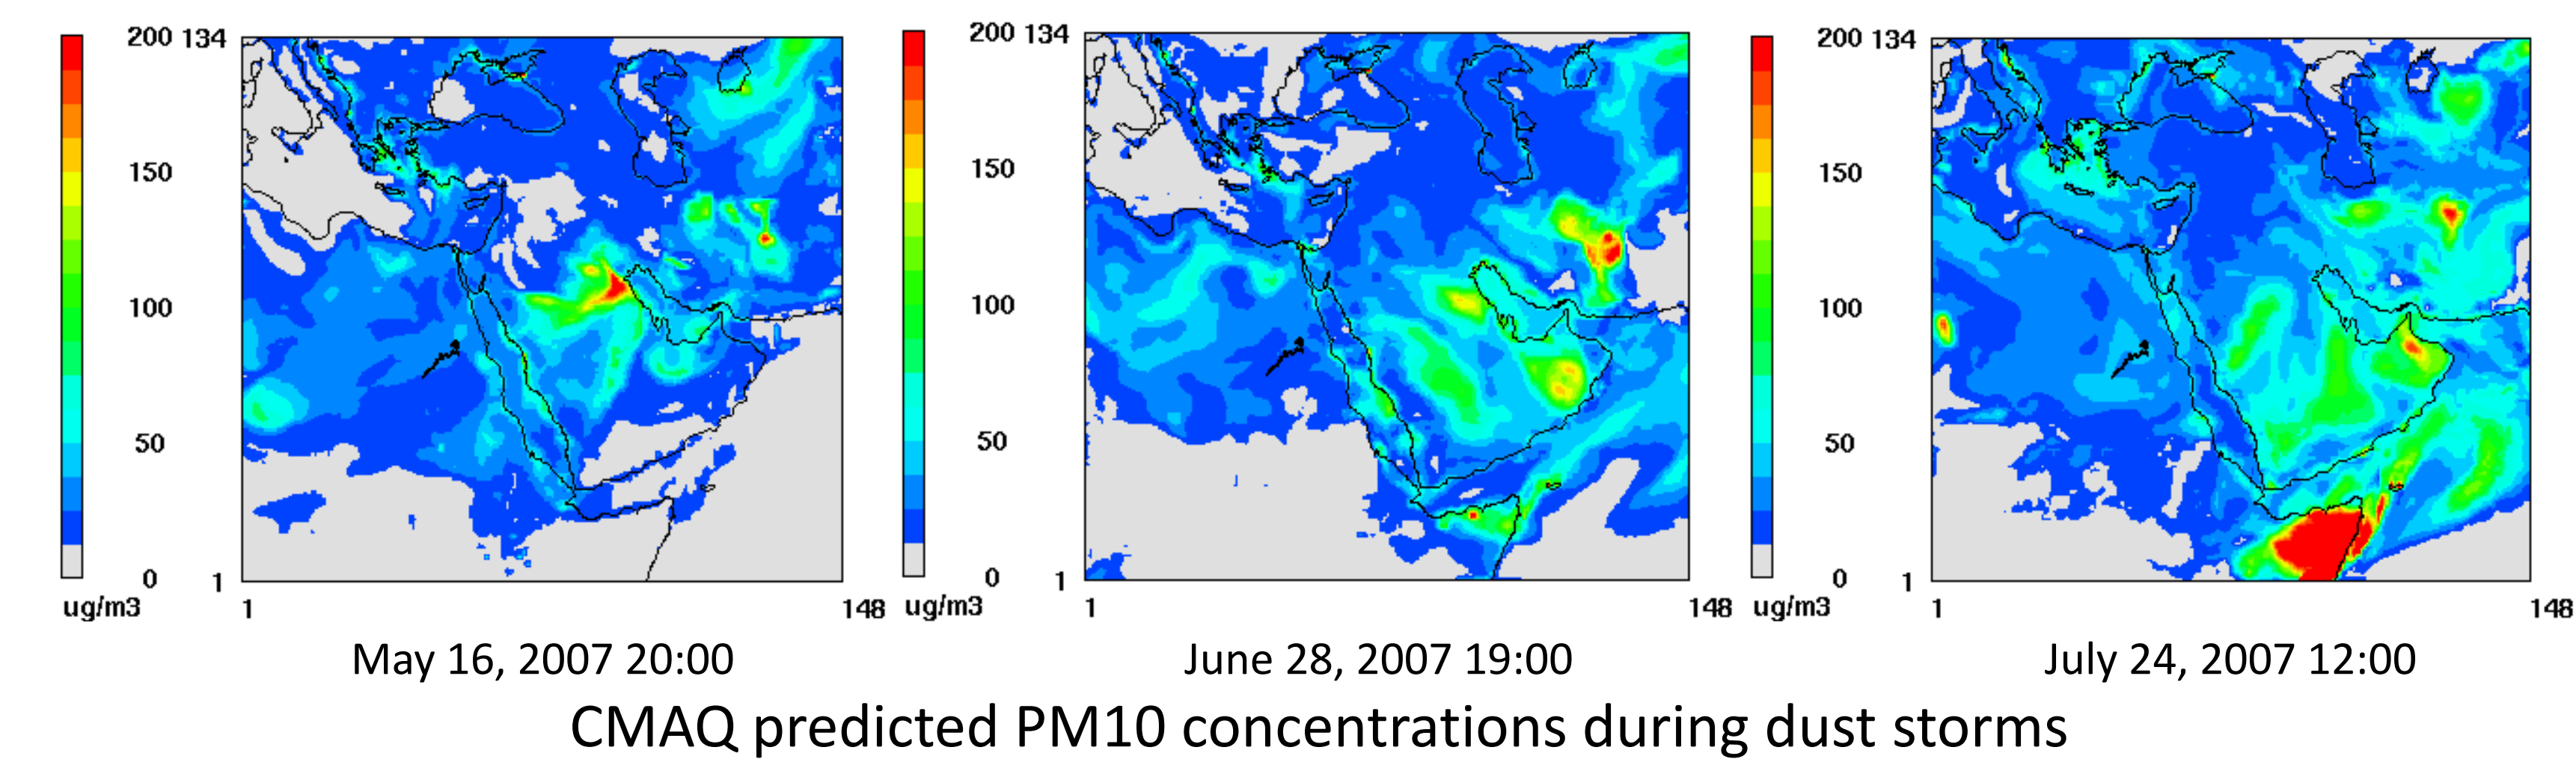 200 134
150
100
50
0 1
ug/m3 1 148
200 134
150
100
50
0 1
ug/m3 1 148
200 134
150
100
50
0 1
ug/m3 1 148
May 16, 2007 20:00
June 28, 2007 19:00
July 24, 2007 12:00
CMAQ predicted PM10 concentrations during dust storms